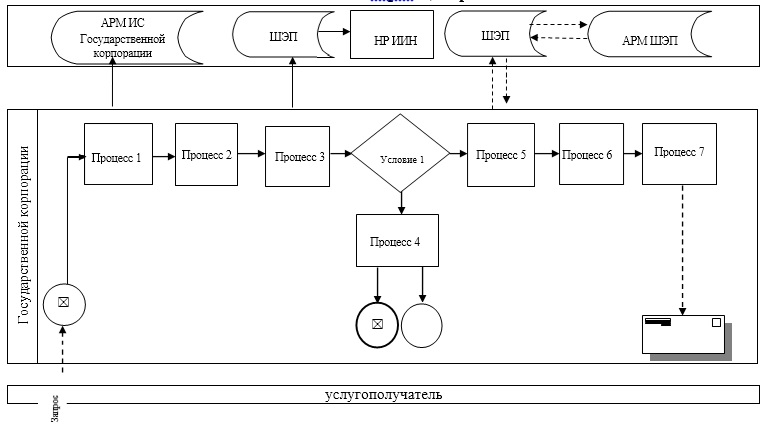 АРМ ИС
Государственной
корпорации
ШЭП
НР ИИН
ШЭП
АРМ ШЭП
Государственной корпорации
Процесс 1
Процесс 2
Процесс 3
Условие 1
Процесс 5
Процесс 6
Процесс 7
Процесс 4
услугополучатель
Запрос